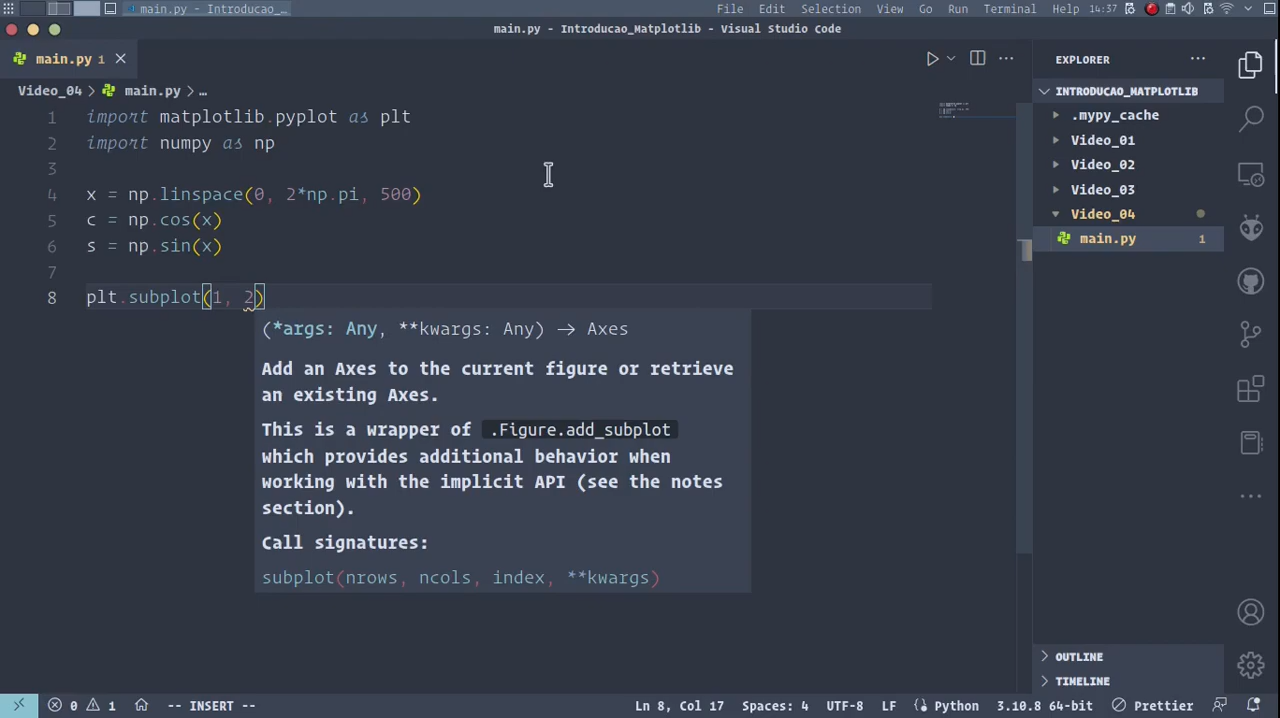 main.py - Introducao_...
File Edit Selection View Go Run Terminal Help 14:37
main.py - Introducao_Matplotlib - Visual Studio Code
main.py 1
Video_04 > main.py > ...
1 import matplotlib.pyplot as plt
2 import numpy as np
3
4 x = np.linspace(0, 2*np.pi, 500)
5 c = np.cos(x)
6 s = np.sin(x)
7
8 plt.subplot(1, 2)
(*args: Any, **kwargs: Any) → Axes
Add an Axes to the current figure or retrieve
an existing Axes.
This is a wrapper of .Figure.add_subplot
which provides additional behavior when
working with the implicit API (see the notes
section).
Call signatures:
subplot(nrows, ncols, index, **kwargs)
EXPLORER
INTRODUCAO_MATPLOTLIB
.mypy_cache
Video_01
Video_02
Video_03
Video_04
main.py 1
OUTLINE
TIMELINE
0 1 -- INSERT -- Ln 8, Col 17 Spaces: 4 UTF-8 LF Python 3.10.8 64-bit Prettier